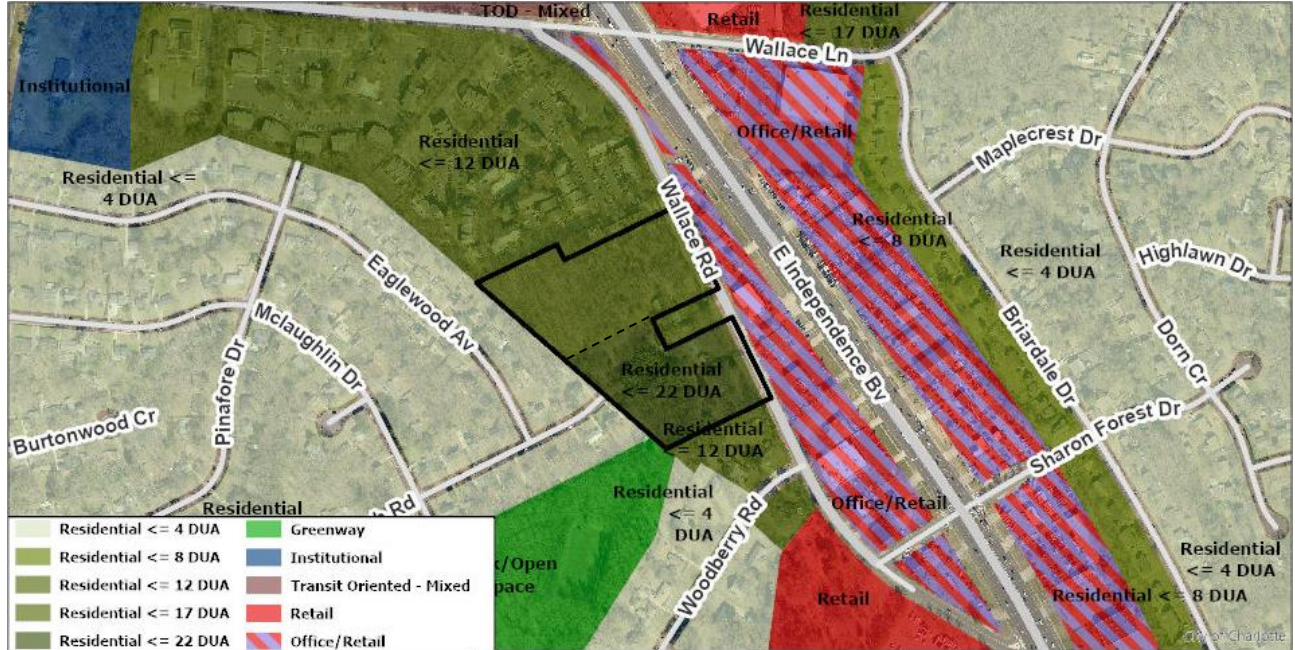 TOD - Mixed
Retail
Residential
<= 17 DUA
Wallace Ln
Institutional
Residential
<= 12 DUA
Office/Retail
Maplecrest Dr
Residential <=
4 DUA
Wallace Rd
Residential
<= 8 DUA
Residential
<= 4 DUA
Highlawn Dr
Eaglewood Av
E Independence Bv
Mclaughlin Dr
Pinafore Dr
Briardale Dr
Dorn Cr
Residential
<= 22 DUA
Burtonwood Cr
Residential
<= 12 DUA
Sharon Forest Dr
Residential
<= 4
DUA
Office/Retail
Woodberry Rd
Residential
Rd
/Open
Retail
Residential
<= 4 DUA
Residential <= 8 DUA
Residential <= 4 DUA
Residential <= 8 DUA
Residential <= 12 DUA
Residential <= 17 DUA
Residential <= 22 DUA
Greenway
Institutional
Transit Oriented - Mixed
Retail
Office/Retail
City of Charlotte